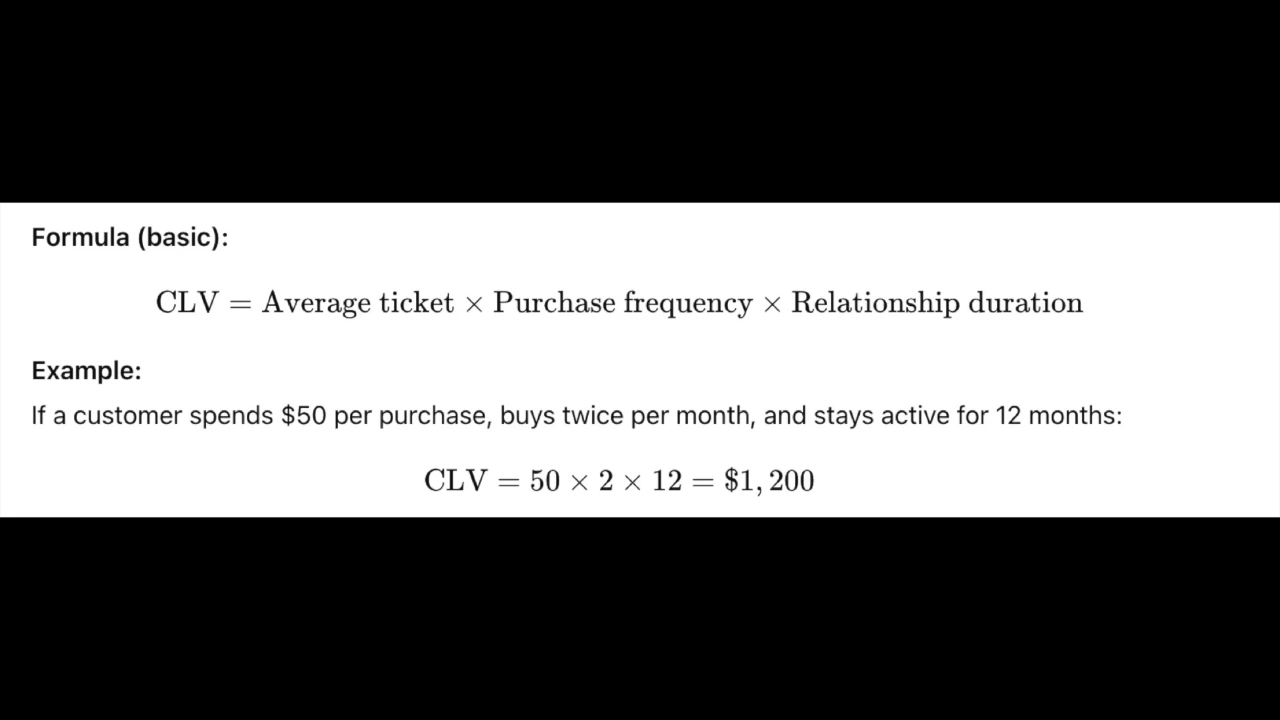 Formula (basic):
CLV = Average ticket × Purchase frequency × Relationship duration
Example:
If a customer spends $50 per purchase, buys twice per month, and stays active for 12 months:
CLV = 50 × 2 × 12 = $1, 200